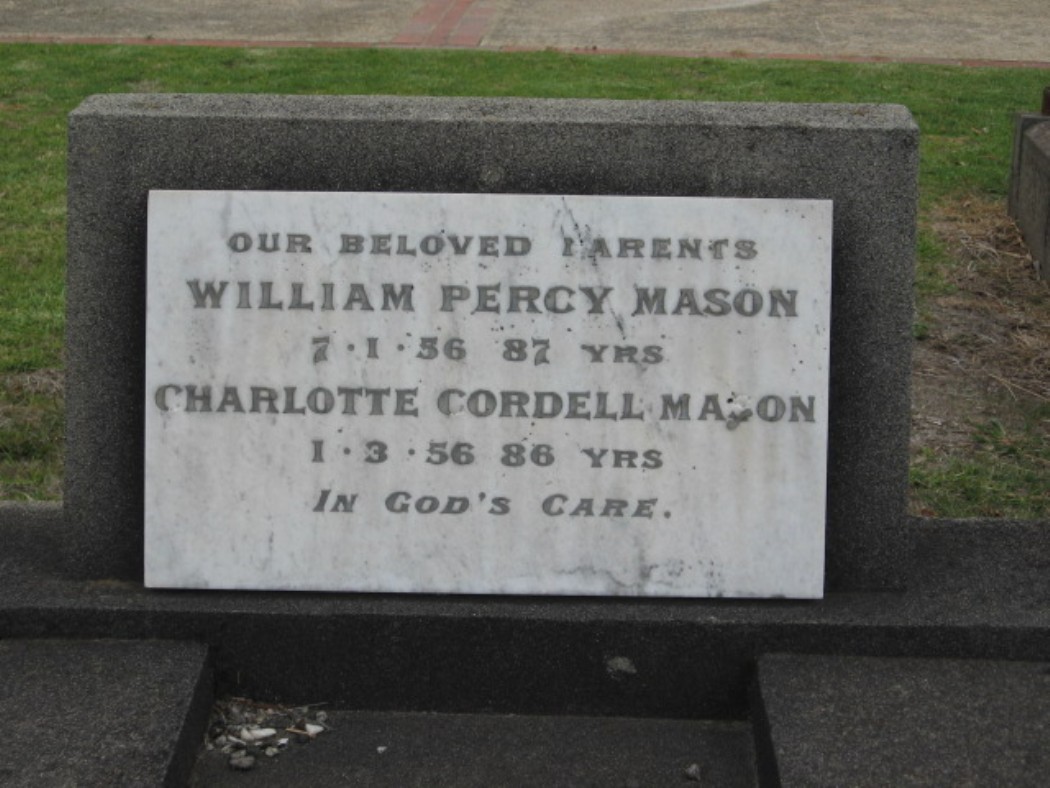 OUR BELOVED PARENTS
WILLIAM PERCY MASON
7·1·56 87 YRS
CHARLOTTE CORDELL MASON
1·3·56 86 YRS
IN GOD'S CARE.